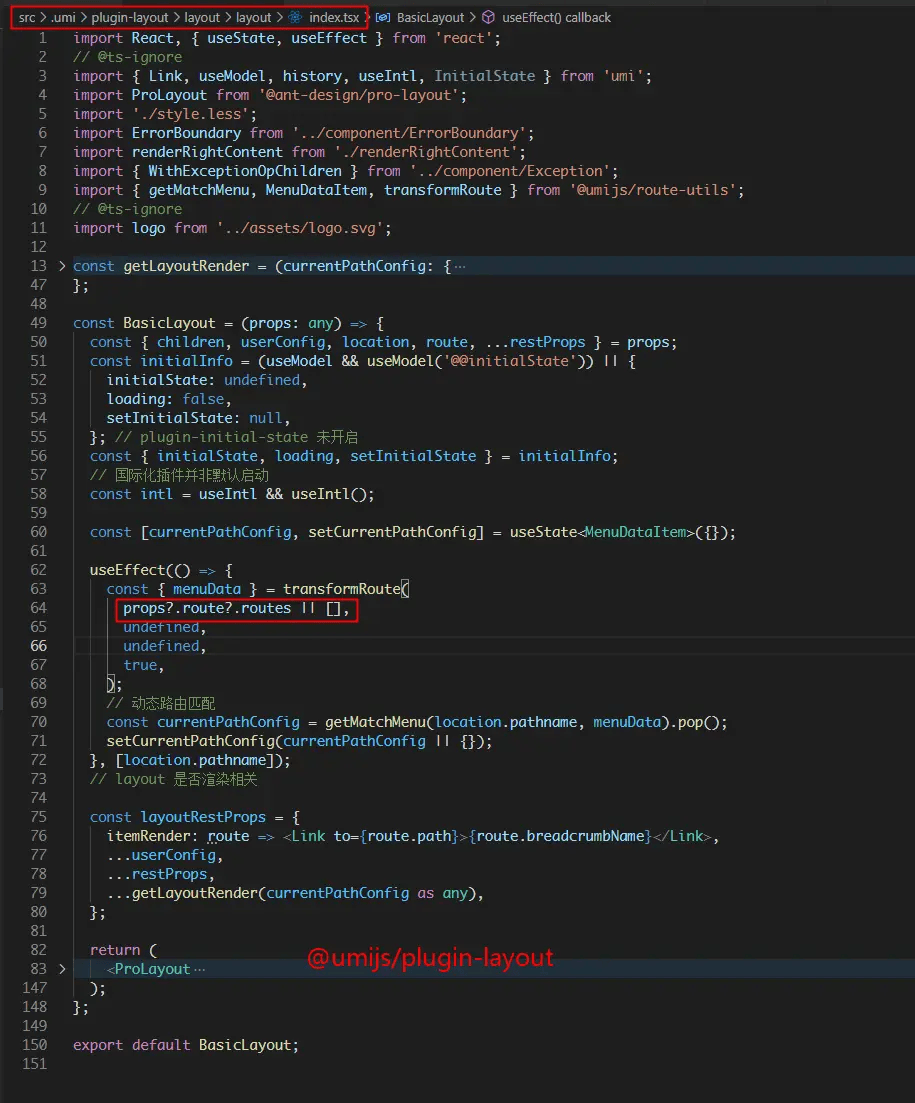 src > .umi > plugin-layout > layout > layout > index.tsx > BasicLayout > useEffect() callback
1 import React, { useState, useEffect } from 'react';
2 // @ts-ignore
3 import { Link, useModel, history, useIntl, InitialState } from 'umi';
4 import ProLayout from '@ant-design/pro-layout';
5 import './style.less';
6 import ErrorBoundary from '../component/ErrorBoundary';
7 import renderRightContent from './renderRightContent';
8 import { WithExceptionOpChildren } from '../component/Exception';
9 import { getMatchMenu, MenuDataItem, transformRoute } from '@umijs/route-utils';
10 // @ts-ignore
11 import logo from '../assets/logo.svg';
12
13 > const getLayoutRender = (currentPathConfig: {···
47 };
48
49 const BasicLayout = (props: any) => {
50 const { children, userConfig, location, route, ...restProps } = props;
51 const initialInfo = (useModel && useModel('@@initialState')) || {
52 initialState: undefined,
53 loading: false,
54 setInitialState: null,
55 }; // plugin-initial-state 未开启
56 const { initialState, loading, setInitialState } = initialInfo;
57 // 国际化插件并非默认启动
58 const intl = useIntl && useIntl();
59
60 const [currentPathConfig, setCurrentPathConfig] = useState<MenuDataItem>({});
61
62 useEffect(() => {
63 const { menuData } = transformRoute(
64 props?.route?.routes || [],
65 undefined,
66 undefined,
67 true,
68 );
69 // 动态路由匹配
70 const currentPathConfig = getMatchMenu(location.pathname, menuData).pop();
71 setCurrentPathConfig(currentPathConfig || {});
72 }, [location.pathname]);
73 // layout 是否渲染相关
74
75 const layoutRestProps = {
76 itemRender: route => <Link to={route.path}>{route.breadcrumbName}</Link>,
77 ...userConfig,
78 ...restProps,
79 ...getLayoutRender(currentPathConfig as any),
80 };
81
82 return (
@umijs/plugin-layout
83 > <ProLayout···
147 );
148 };
149
150 export default BasicLayout;
151